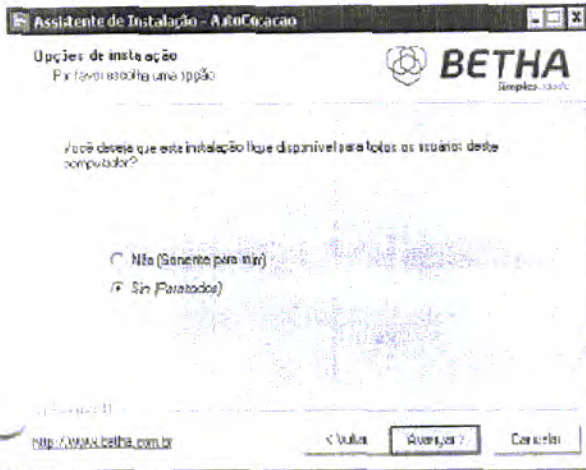 Assistente de Instalação - AutoCotacao
Opções de instalação
Por favor escolha uma opção
BETHA
Você deseja que este instalação fique disponível para todos os usuários deste
computador?
Não (Somente para mim)
Sim (Para todos)
http://www.betha.com.br
< Voltar
Avançar >
Cancelar